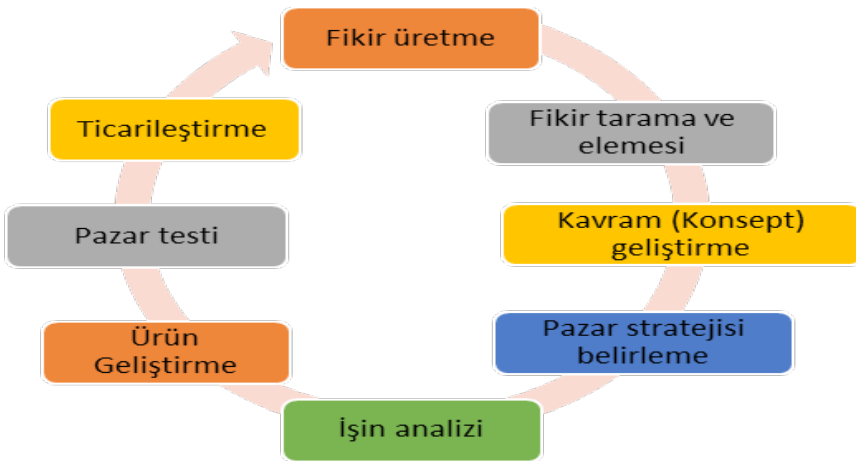 Fikir üretme
Fikir tarama ve
elemesi
Kavram (Konsept)
geliştirme
Pazar stratejisi
belirleme
İşin analizi
Ürün
Geliştirme
Pazar testi
Ticarileştirme